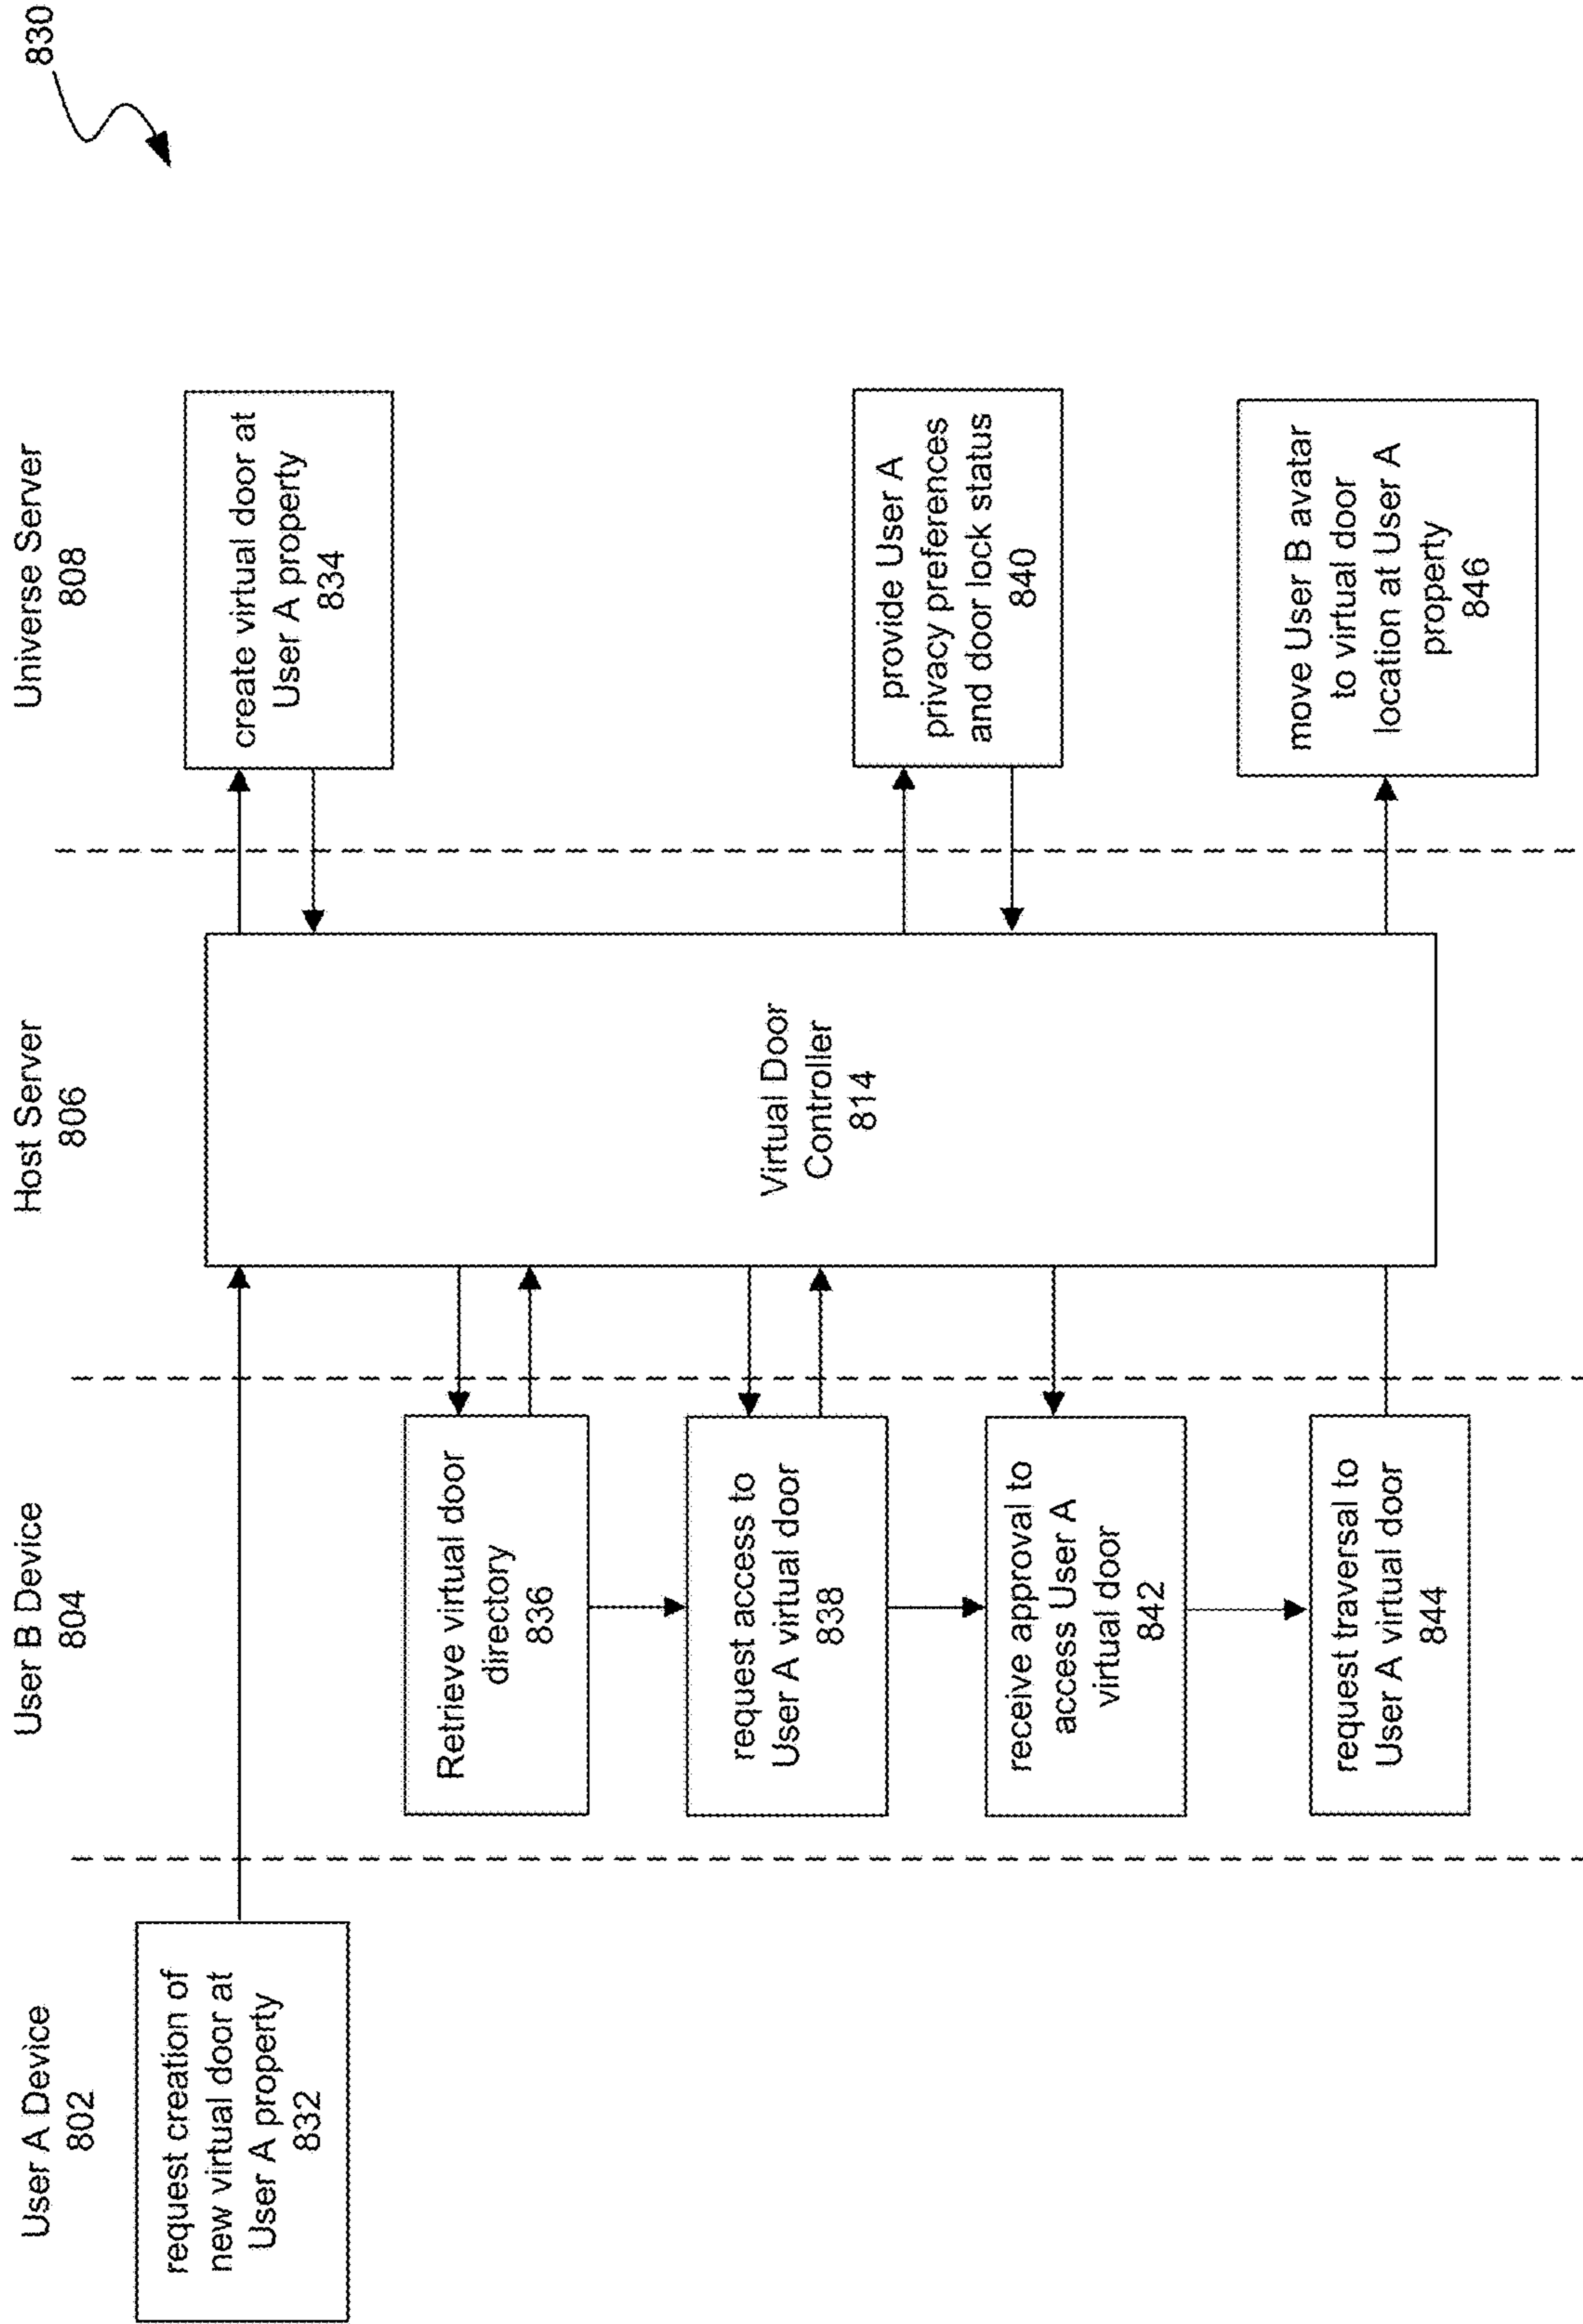 830
User A Device
802
User B Device
804
Host Server
806
Universe Server
808
request creation of
new virtual door at
User A property
832
create virtual door at
User A property
834
Retrieve virtual door
directory
836
request access to
User A virtual door
838
Virtual Door
Controller
814
provide User A
privacy preferences
and door lock status
840
receive approval to
access User A
virtual door
842
request traversal to
User A virtual door
844
move User B avatar
to virtual door
location at User A
property
846